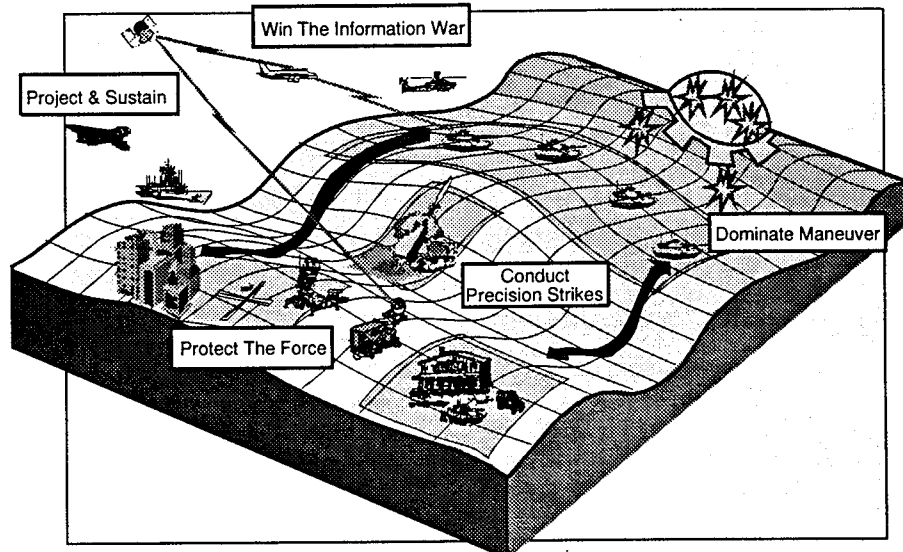 Win The Information War
Project & Sustain
Dominate Maneuver
Conduct
Precision Strikes
Protect The Force